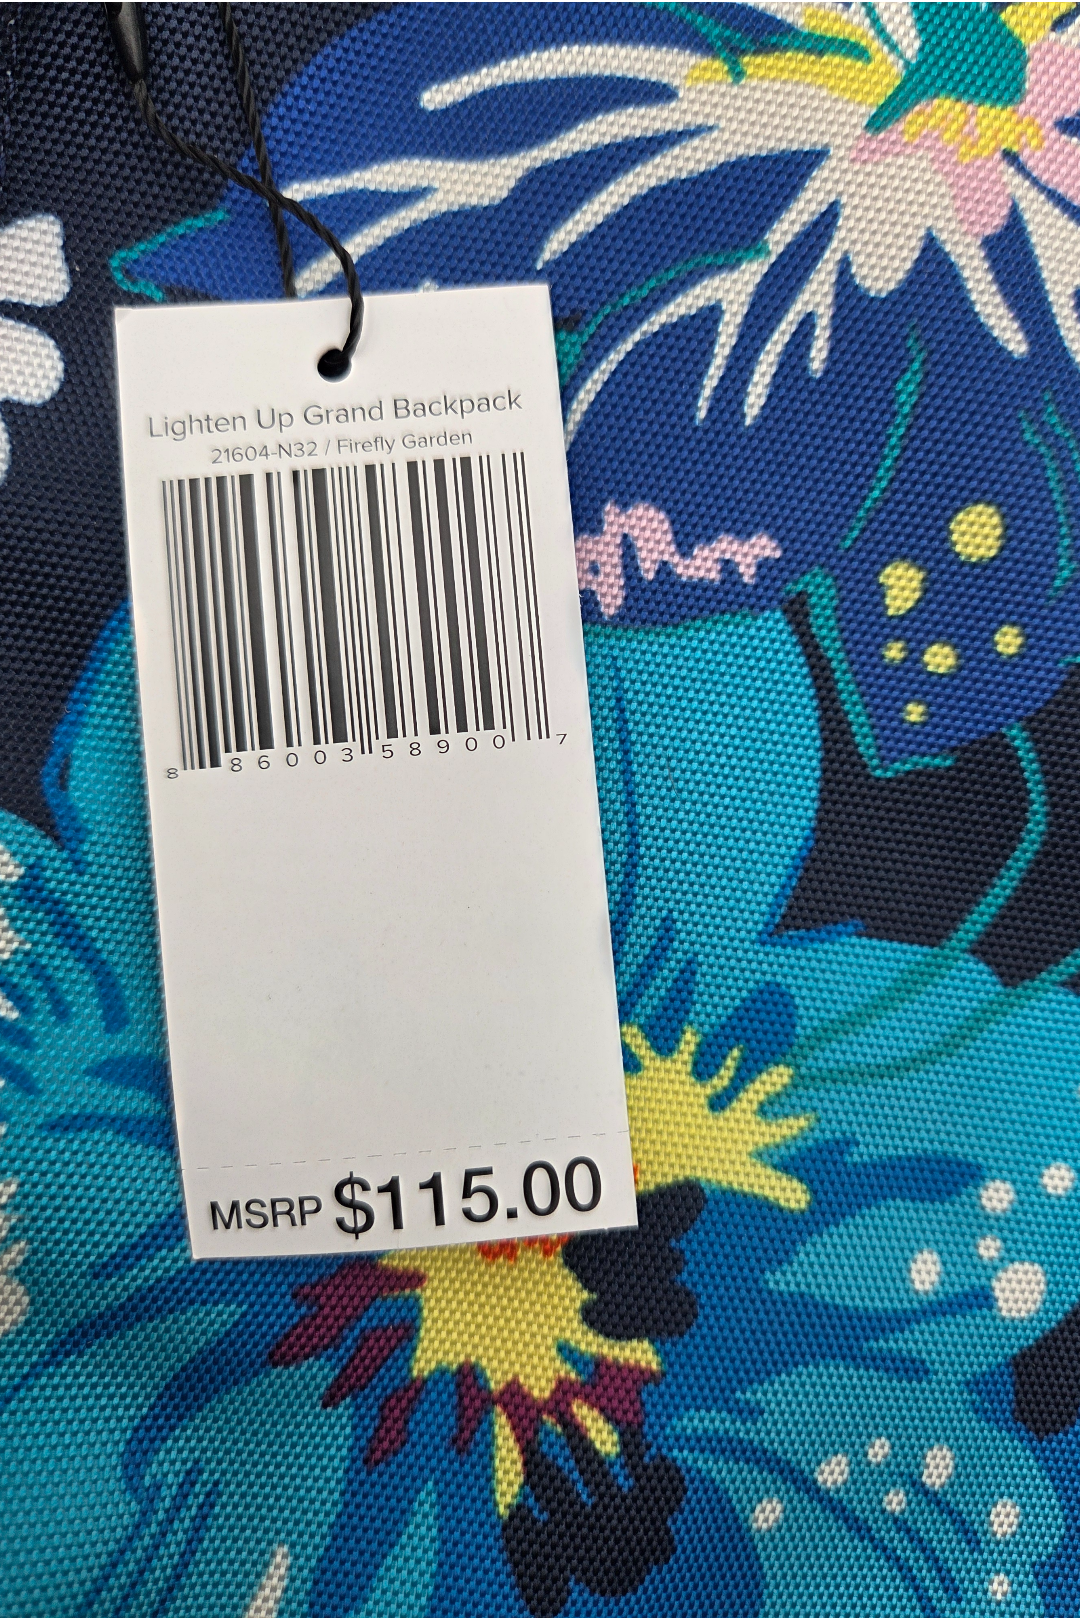 Lighten Up Grand Backpack
21604-N32 / Firefly Garden
8 86003 58900 7
MSRP $115.00